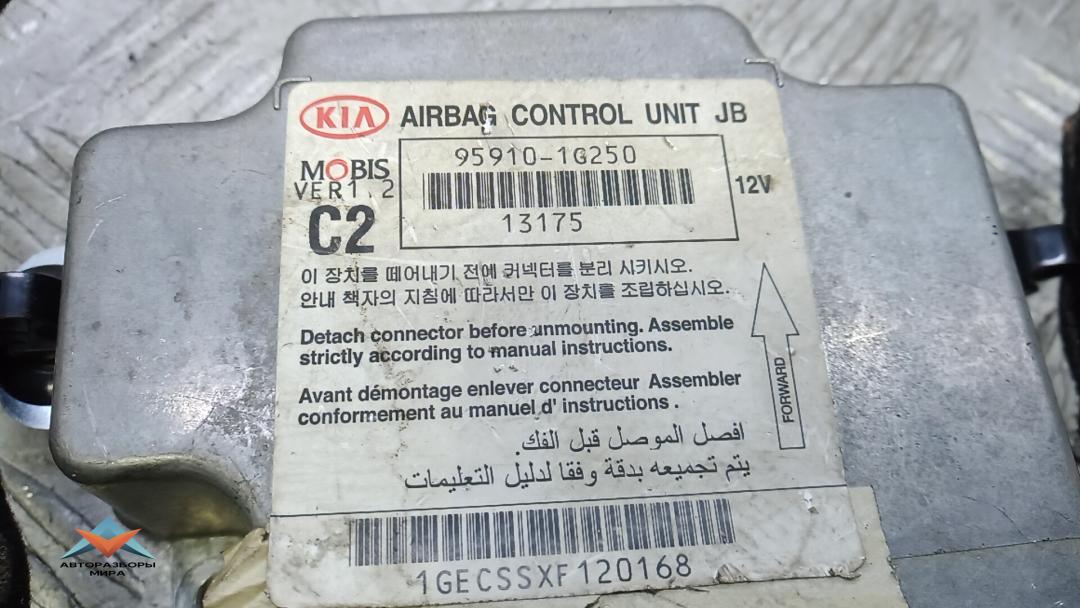 KIA AIRBAG CONTROL UNIT JB
MOBIS
VER1.2
C2
95910-1G250
13175
12V
이 장치를 떼어내기 전에 커넥터를 분리 시키시오.
안내 책자의 지침에 따라서만 이 장치를 조립하십시오.
Detach connector before unmounting. Assemble
strictly according to manual instructions.
Avant démontage enlever connecteur Assembler
conformement au manuel d' instructions .
افصل الموصل قبل الفك.
يتم تجميعه بدقة وفقا لدليل التعليمات
FORWARD
1GECSSXF120168
АВТОРАЗБОРЫ
МИРА